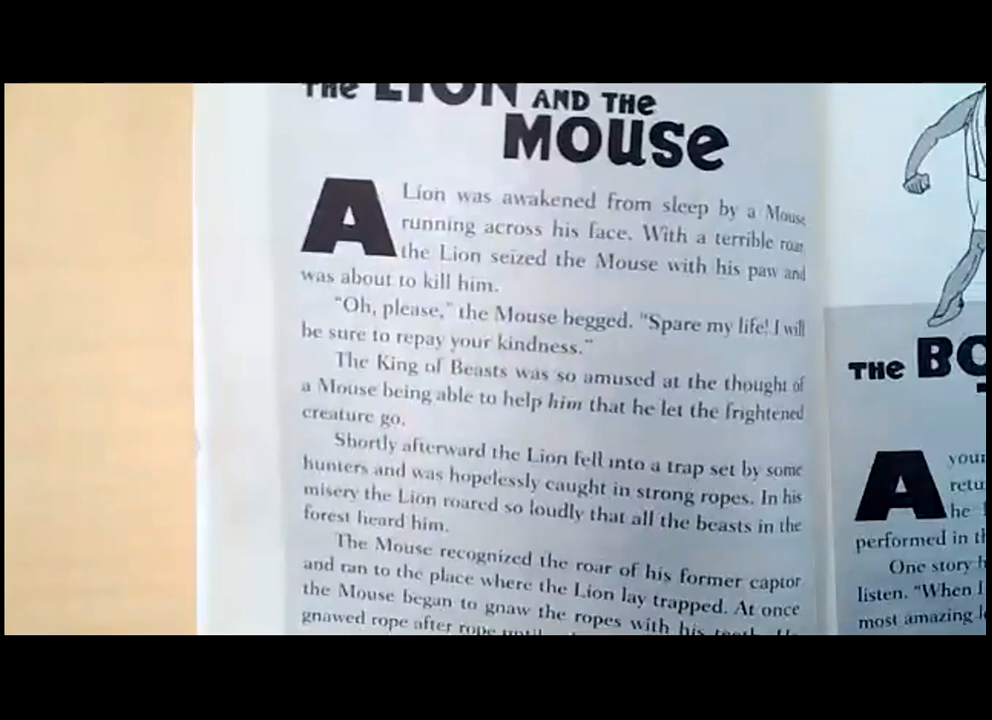 THE LION AND THE
MOUSE
A Lion was awakened from sleep by a Mouse
running across his face. With a terrible roar
the Lion seized the Mouse with his paw and
was about to kill him.
"Oh, please," the Mouse begged. "Spare my life! I will
be sure to repay your kindness."
The King of Beasts was so amused at the thought of
a Mouse being able to help him that he let the frightened
creature go.
Shortly afterward the Lion fell into a trap set by some
hunters and was hopelessly caught in strong ropes. In his
misery the Lion roared so loudly that all the beasts in the
forest heard him.
The Mouse recognized the roar of his former captor
and ran to the place where the Lion lay trapped. At once
the Mouse began to gnaw the ropes with his teeth. He
gnawed rope after rope until
THE BO
A your
retu
he
performed in th
One story h
listen. "When I
most amazing